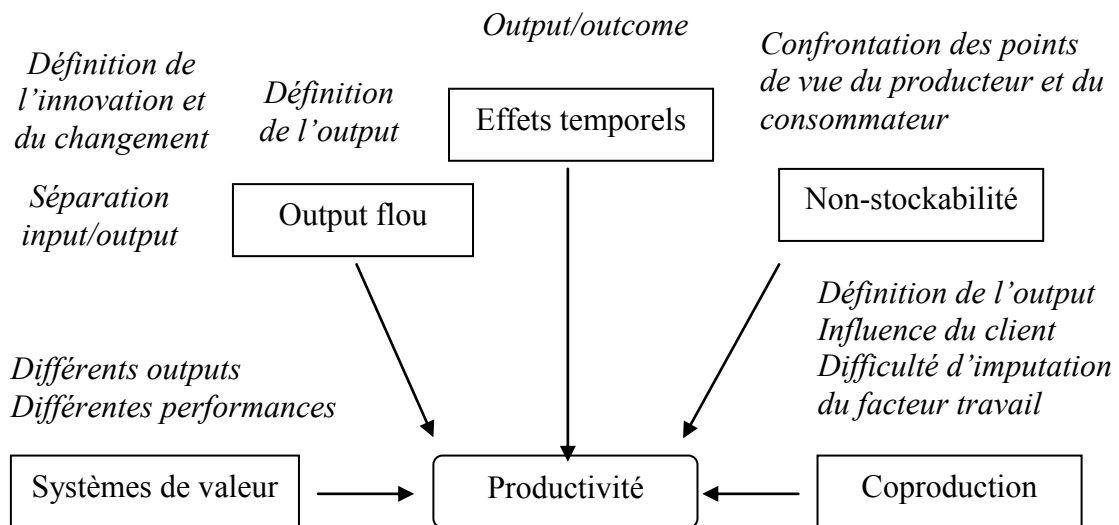 Output/outcome
Définition de
l’innovation et
du changement
Définition
de l’output
Effets temporels
Confrontation des points
de vue du producteur et du
consommateur
Séparation
input/output
Output flou
Non-stockabilité
Définition de l’output
Influence du client
Difficulté d’imputation
du facteur travail
Différents outputs
Différentes performances
Systèmes de valeur
Productivité
Coproduction